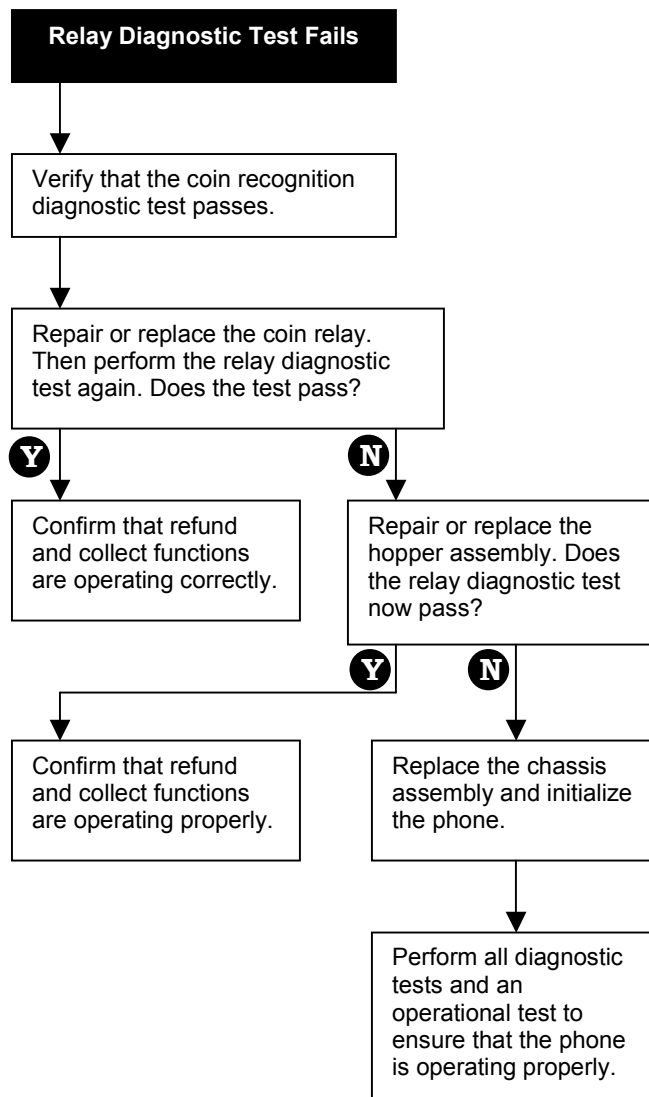 Relay Diagnostic Test Fails
Verify that the coin recognition
diagnostic test passes.
Repair or replace the coin relay.
Then perform the relay diagnostic
test again. Does the test pass?
Y
N
Confirm that refund
and collect functions
are operating correctly.
Repair or replace the
hopper assembly. Does
the relay diagnostic test
now pass?
Y
N
Confirm that refund
and collect functions
are operating properly.
Replace the chassis
assembly and initialize
the phone.
Perform all diagnostic
tests and an
operational test to
ensure that the phone
is operating properly.